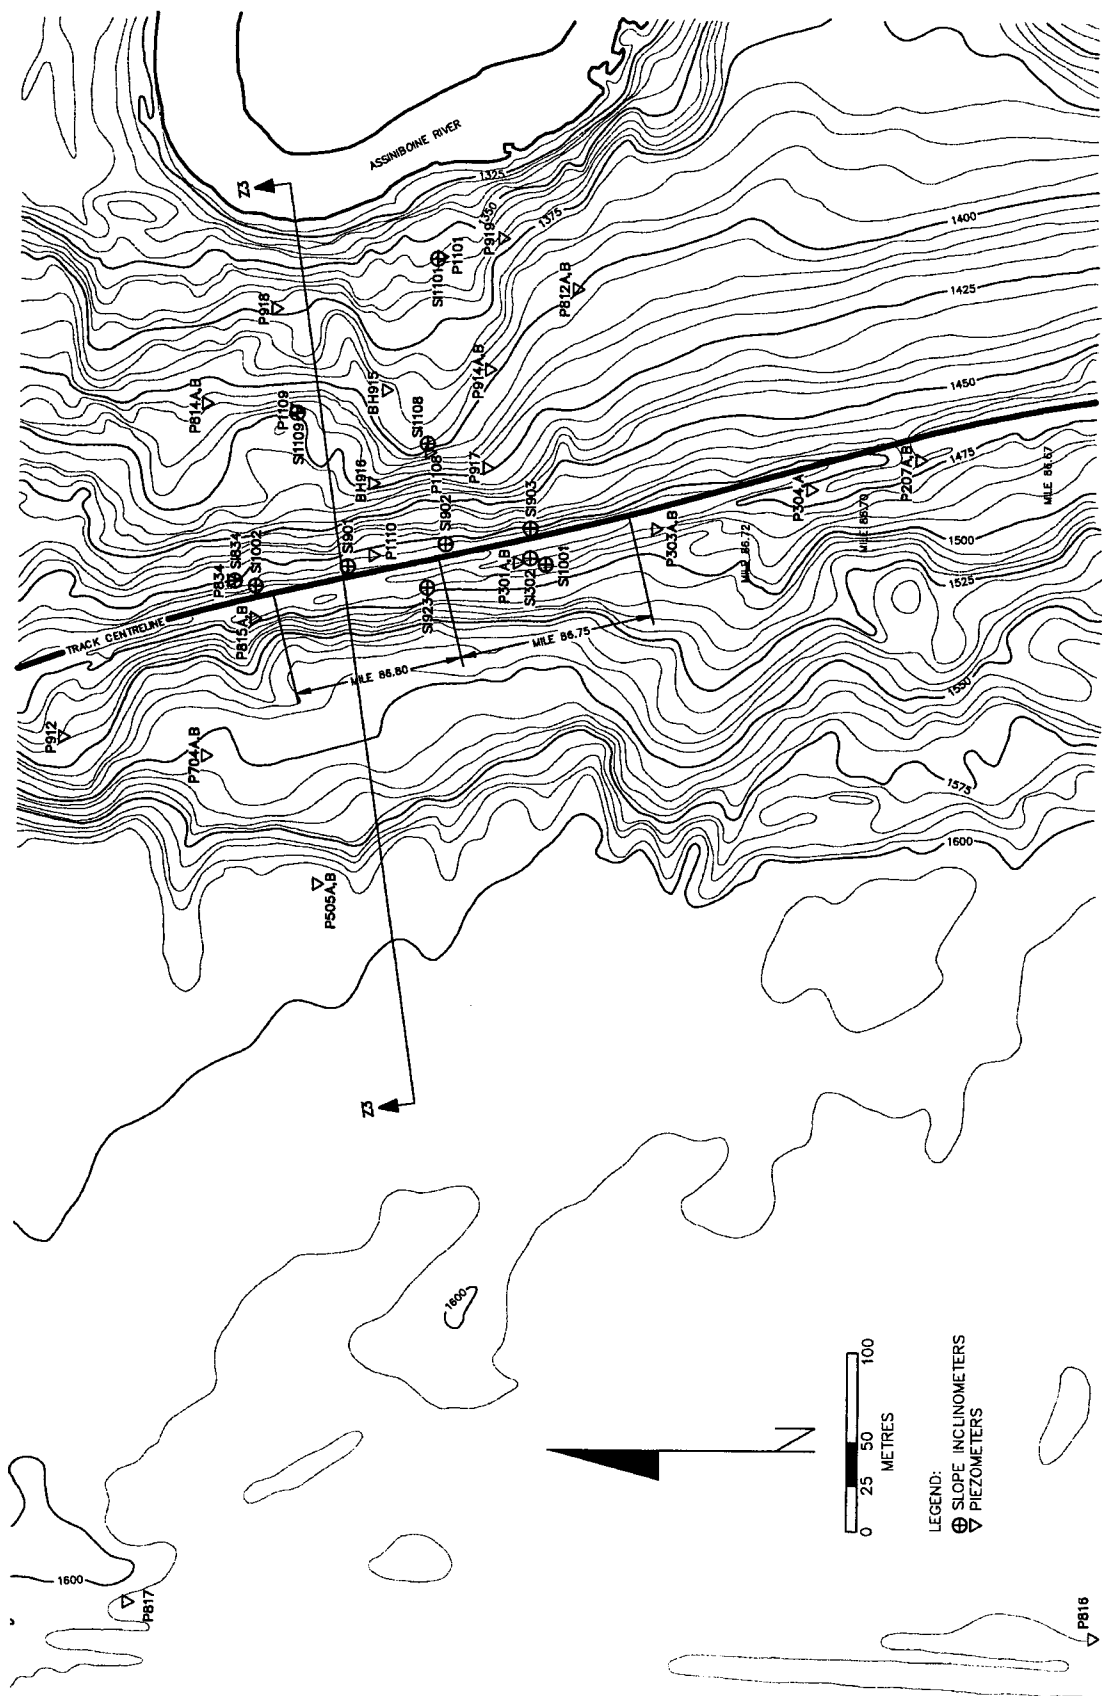 ASSINIBOINE RIVER
1325
1350
1375
1400
1425
1450
1475
1500
1525
1550
1575
1600
1600
1600
Z3
Z3
P919
P1101
SI1101
P812A,B
P918
P914A,B
BH915
P814A,B
P1109
SI1109
SI1108
P1108
P917
BH916
SI902
SI903
SI901
P1110
P834
SI834
SI1002
P815A,B
SI923
P301A,B
SI302
SI1001
P303A,B
P304A
P207A,B
MILE 86.67
MILE 86.70
MILE 86.72
MILE 86.75
MILE 86.80
TRACK CENTRELINE
P912
P704A,B
P505A,B
P817
P816
N
0 25 50 100
METRES
LEGEND:
SLOPE INCLINOMETERS
PIEZOMETERS